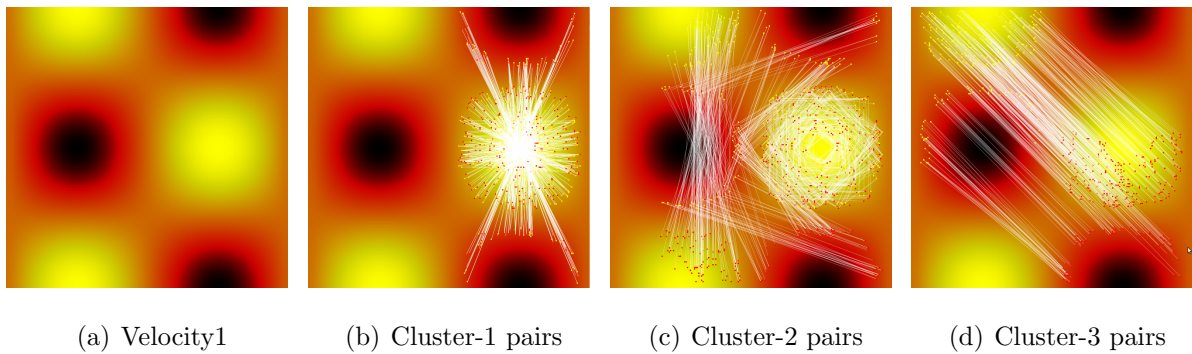 (a) Velocity1
(b) Cluster-1 pairs
(c) Cluster-2 pairs
(d) Cluster-3 pairs